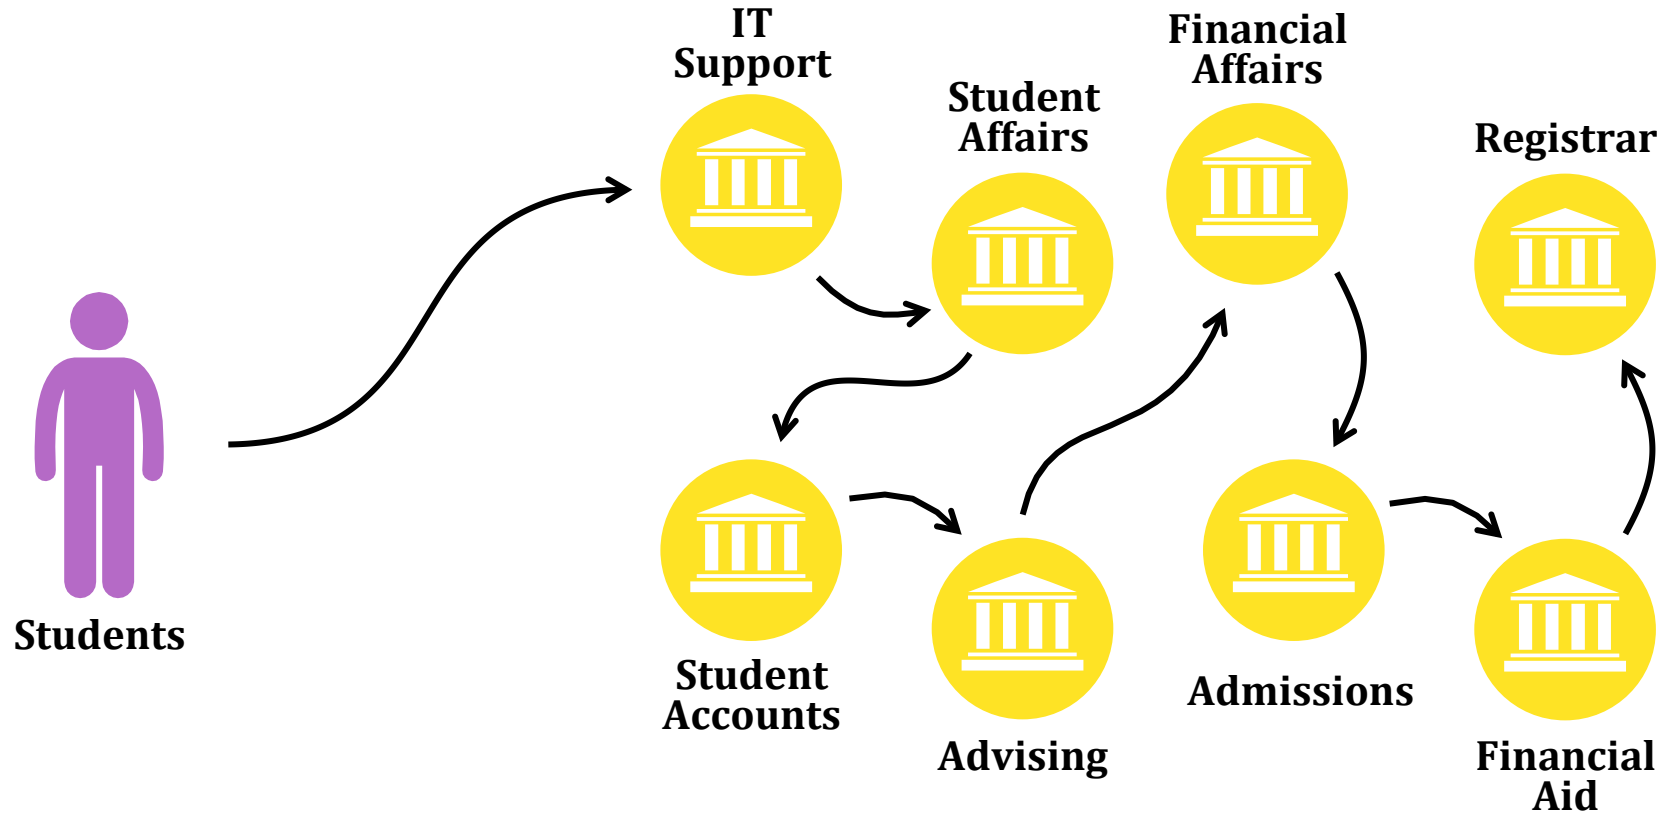 IT
Support
Student
Affairs
Financial
Affairs
Registrar
Students
Student
Accounts
Advising
Admissions
Financial
Aid